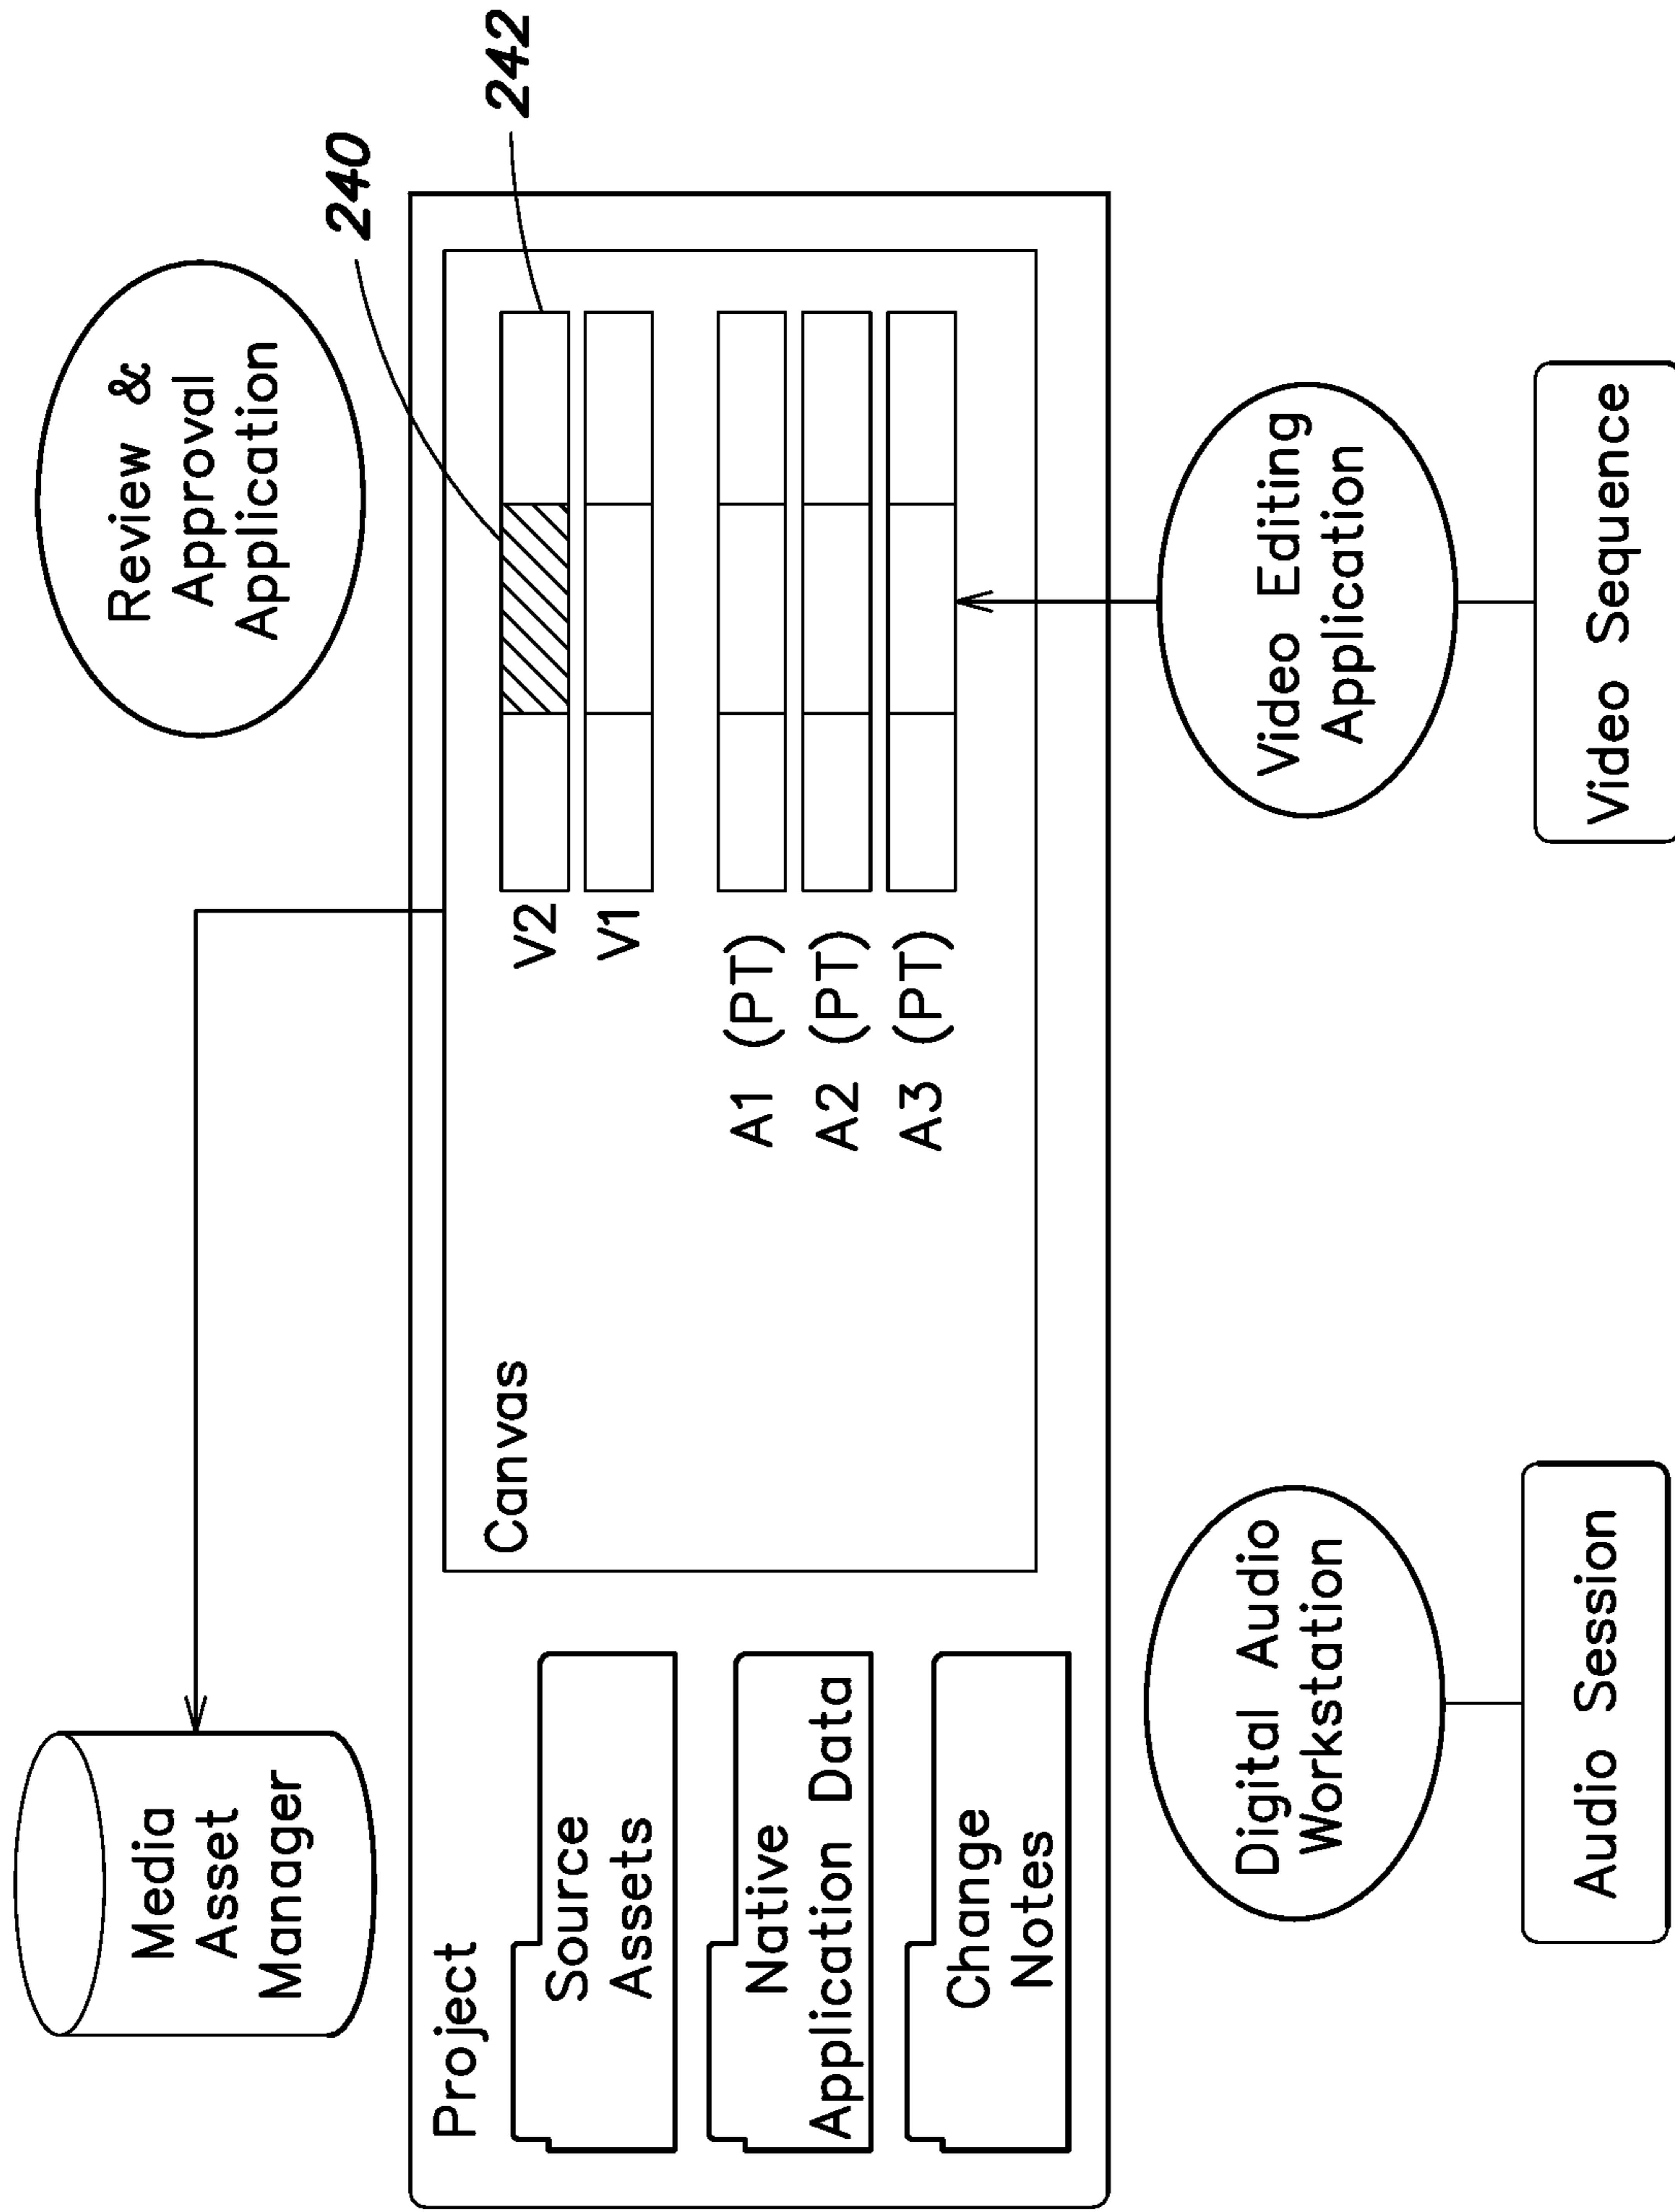 Media
Asset
Manager
Review &
Approval
Application
240
242
Project
Source
Assets
Native
Application Data
Change
Notes
Canvas
V2
V1
A1 (PT)
A2 (PT)
A3 (PT)
Digital Audio
Workstation
Video Editing
Application
Audio Session
Video Sequence